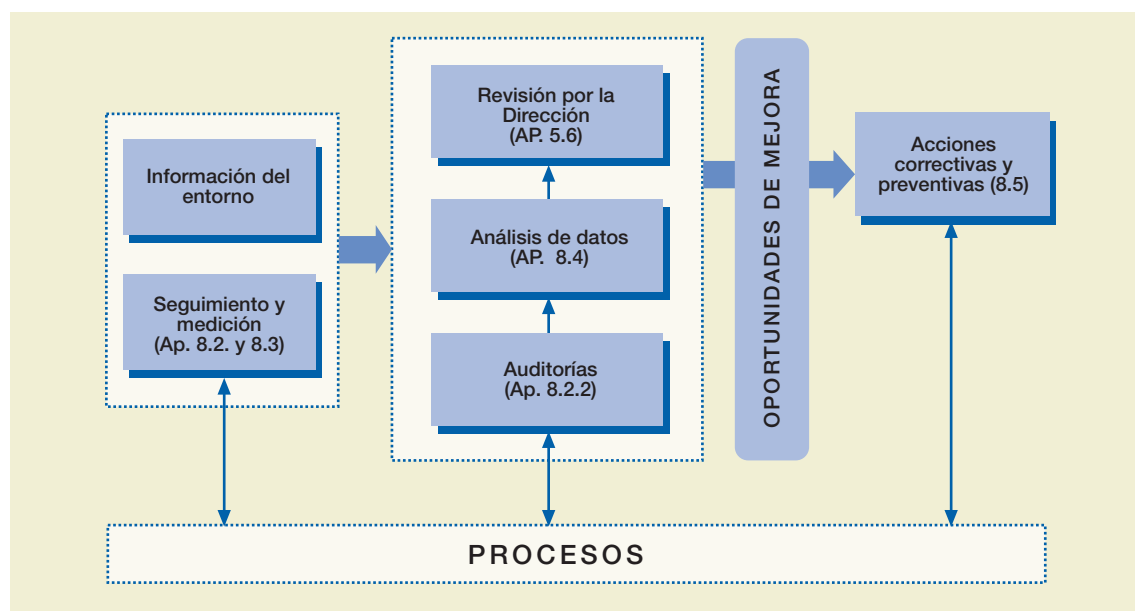 Información del
entorno
Seguimiento y
medición
(Ap. 8.2. y 8.3)
Revisión por la
Dirección
(AP. 5.6)
Análisis de datos
(AP. 8.4)
Auditorías
(Ap. 8.2.2)
OPORTUNIDADES DE MEJORA
Acciones
correctivas y
preventivas (8.5)
PROCESOS